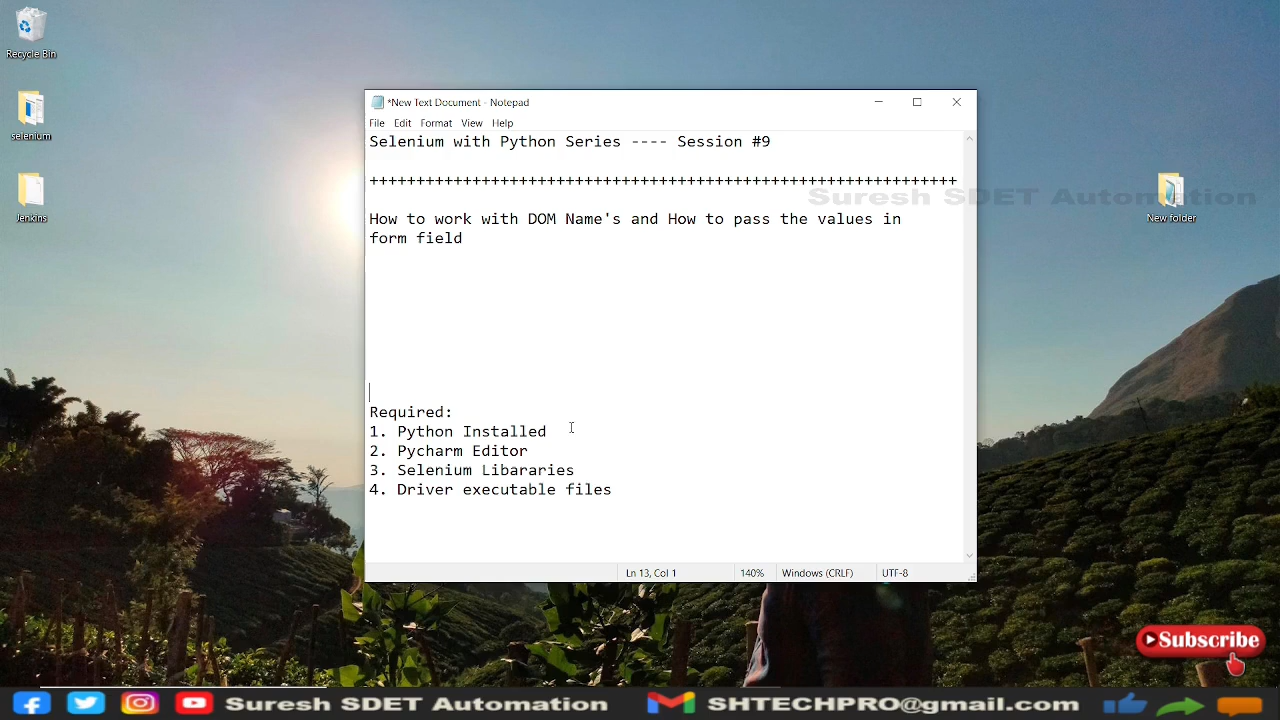 Recycle Bin
selenium
Jenkins
*New Text Document - Notepad
File Edit Format View Help
Selenium with Python Series ---- Session #9
+++++++++++++++++++++++++++++++++++++++++++++++++++++++++++++++
Suresh SDET Automation
New folder
How to work with DOM Name's and How to pass the values in
form field
Required:
1. Python Installed
2. Pycharm Editor
3. Selenium Libararies
4. Driver executable files
Ln 13, Col 1 140% Windows (CRLF) UTF-8
Subscribe
Suresh SDET Automation SHTECHPRO@gmail.com